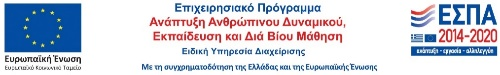 Επιχειρησιακό Πρόγραμμα
Ανάπτυξη Ανθρώπινου Δυναμικού,
Εκπαίδευση και Διά Βίου Μάθηση
Ειδική Υπηρεσία Διαχείρισης
Με τη συγχρηματοδότηση της Ελλάδας και της Ευρωπαϊκής Ένωσης
Ευρωπαϊκή Ένωση
Ευρωπαϊκό Κοινωνικό Ταμείο
ΕΣΠΑ
2014-2020
ανάπτυξη - εργασία - αλληλεγγύη